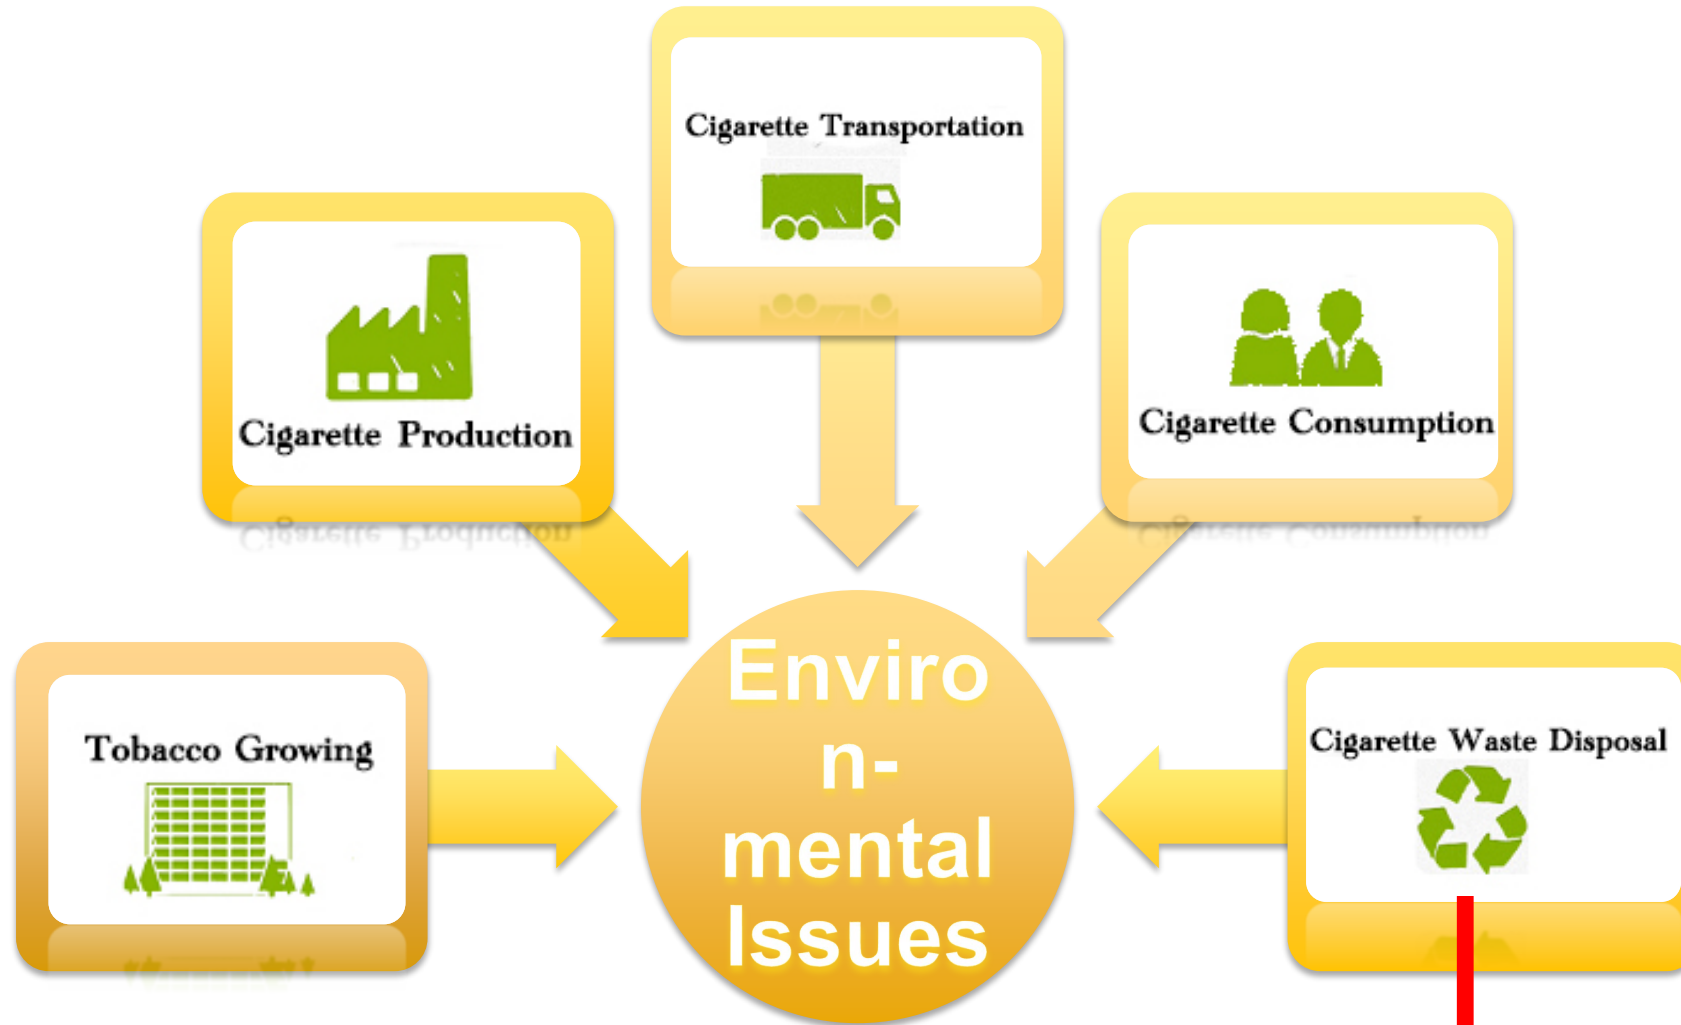 Cigarette Transportation
Cigarette Production
Cigarette Consumption
Tobacco Growing
Cigarette Waste Disposal
Enviro
n-
mental
Issues